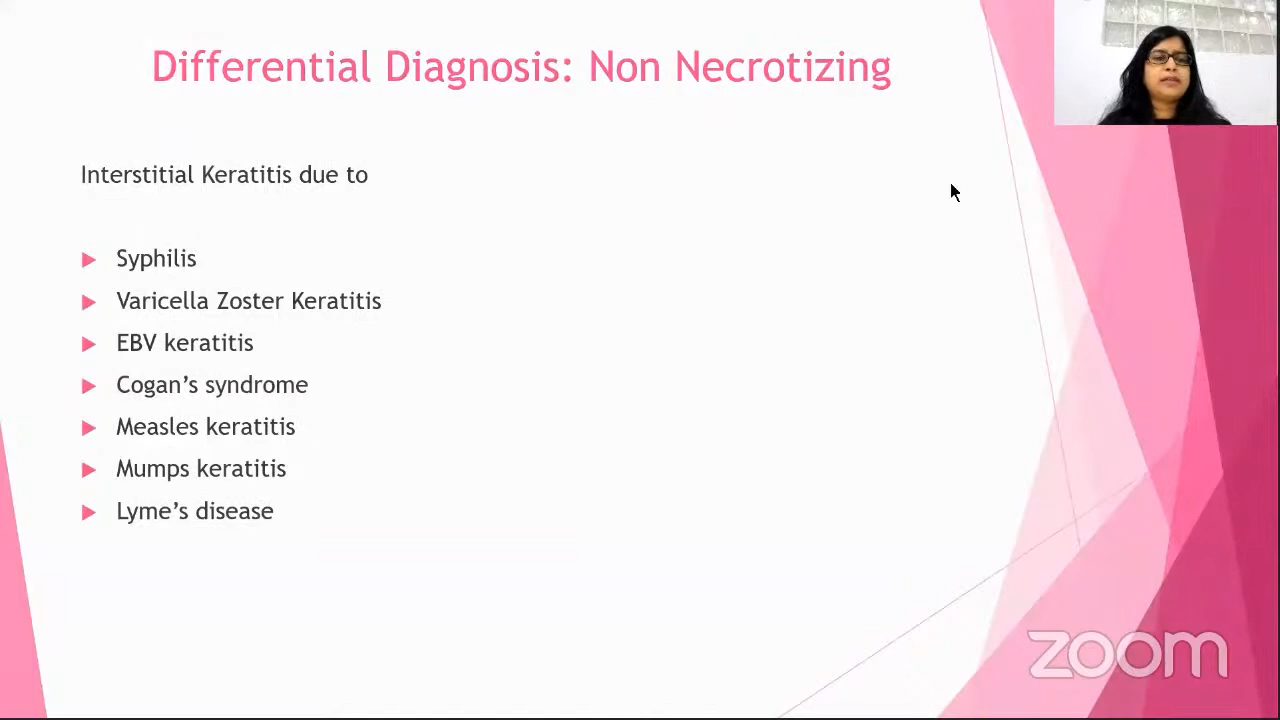 Differential Diagnosis: Non Necrotizing
Interstitial Keratitis due to
Syphilis
Varicella Zoster Keratitis
EBV keratitis
Cogan’s syndrome
Measles keratitis
Mumps keratitis
Lyme’s disease
zoom